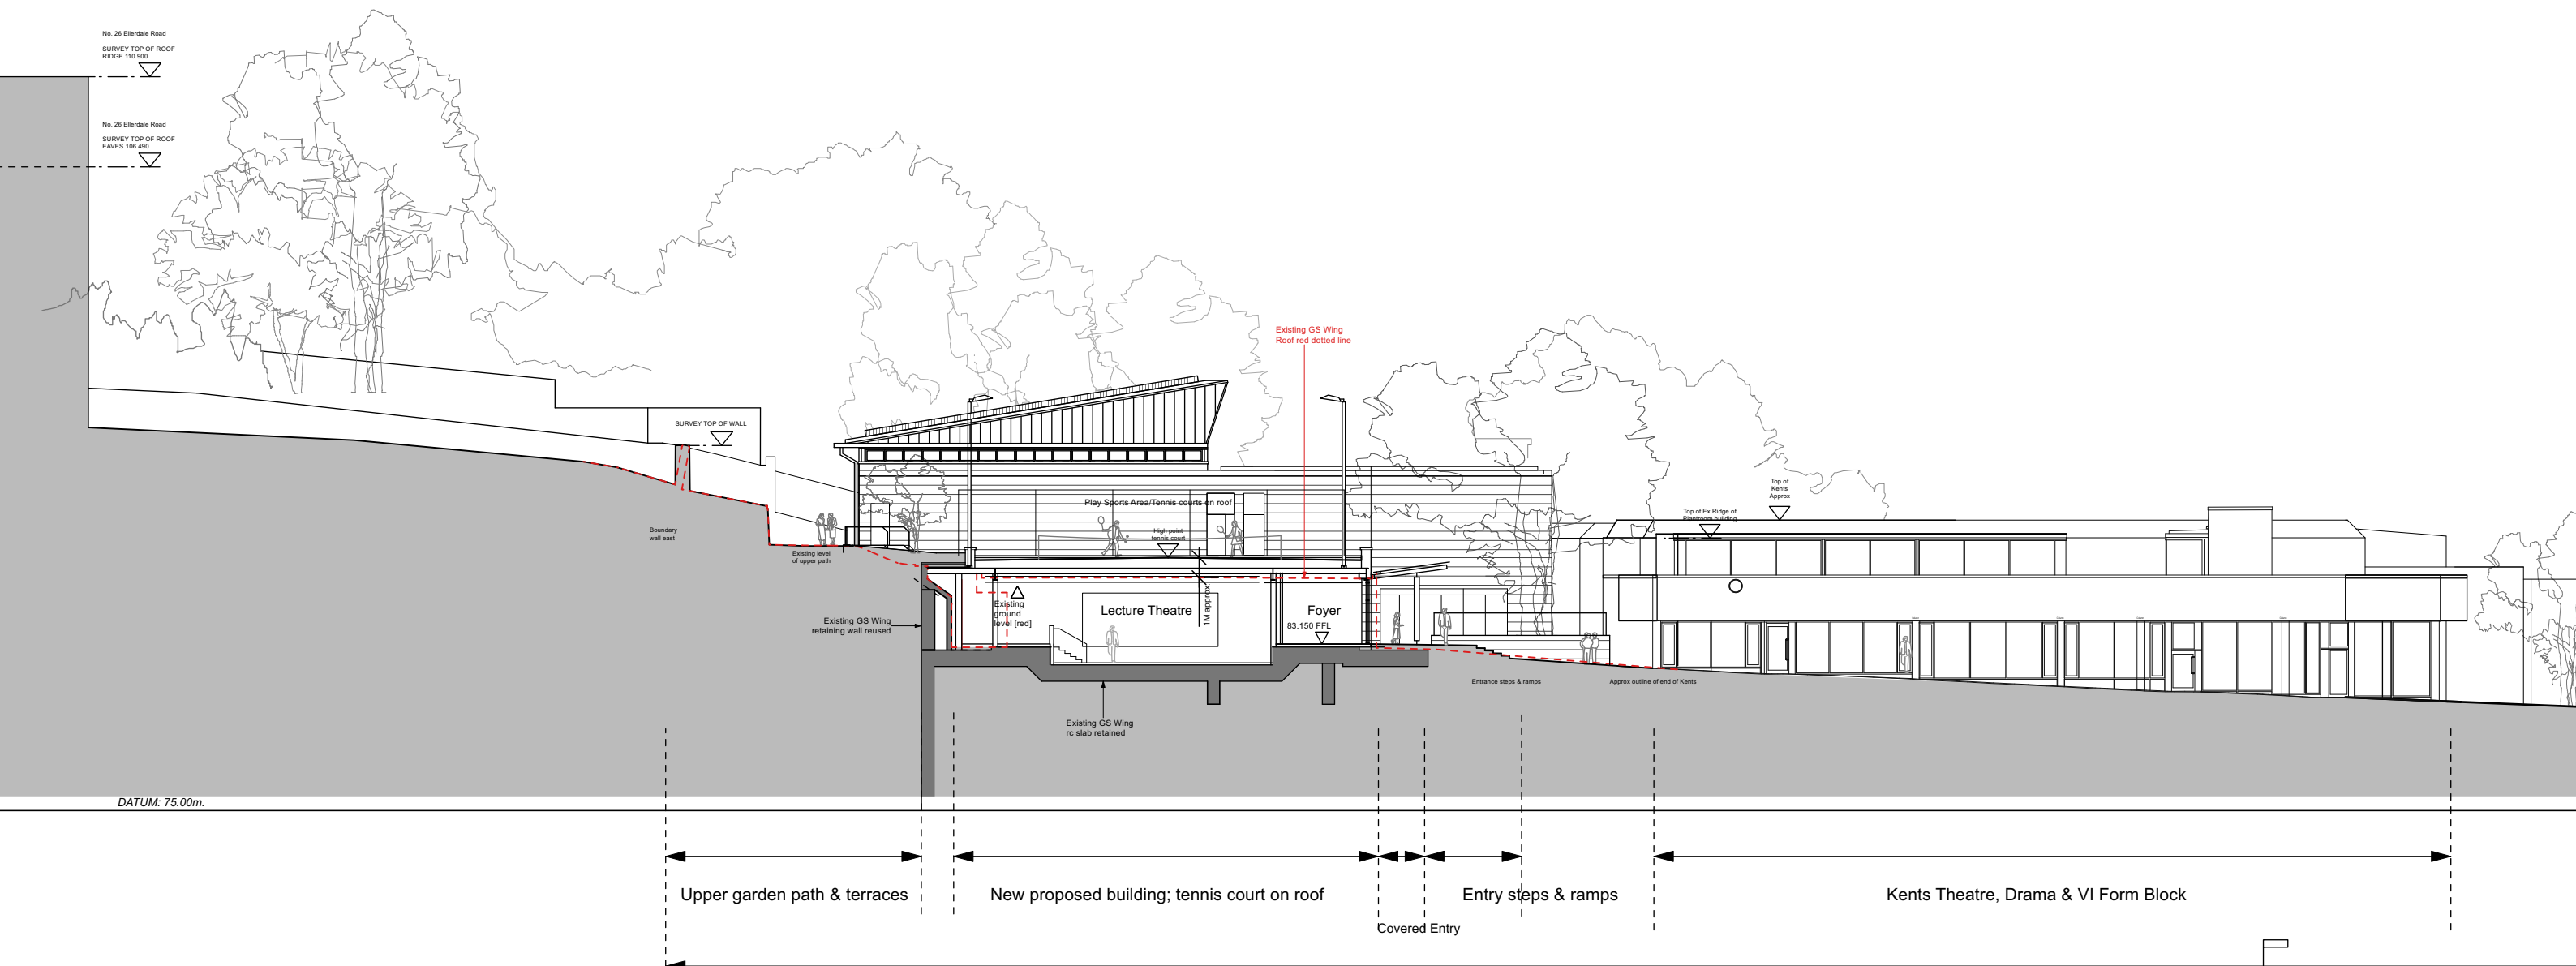 No. 26 Ellerdale Road
SURVEY TOP OF ROOF
RIDGE 110.900
No. 26 Ellerdale Road
SURVEY TOP OF ROOF
EAVES 106.490
Existing GS Wing
Roof red dotted line
SURVEY TOP OF WALL
Top of
Kents
Approx
Top of Ex Ridge of
Plantroom building
Play Sports Area/Tennis courts on roof
High point
tennis court
Boundary
wall east
Existing level
of upper path
Existing
ground
level [red]
1M approx
Lecture Theatre
Foyer
83.150 FFL
Existing GS Wing
retaining wall reused
Entrance steps & ramps
Approx outline of end of Kents
Existing GS Wing
rc slab retained
DATUM: 75.00m.
Upper garden path & terraces
New proposed building; tennis court on roof
Entry steps & ramps
Kents Theatre, Drama & VI Form Block
Covered Entry